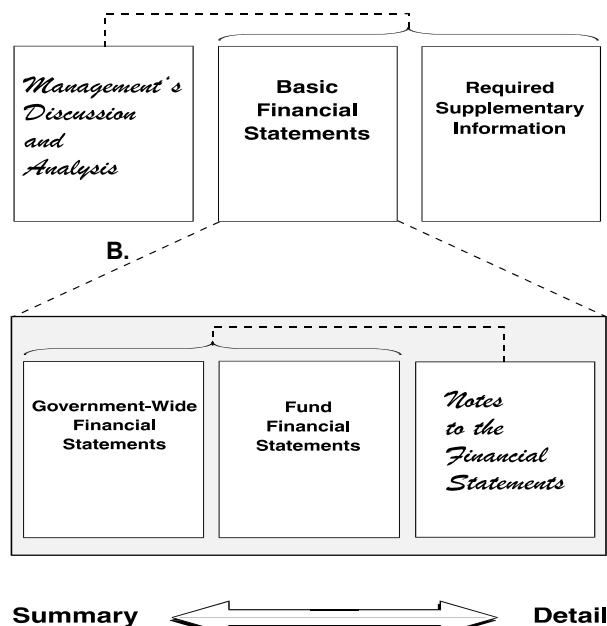 Management's
Discussion
and
Analysis
Basic
Financial
Statements
Required
Supplementary
Information
B.
Government-Wide
Financial
Statements
Fund
Financial
Statements
Notes
to the
Financial
Statements
Summary
Detail